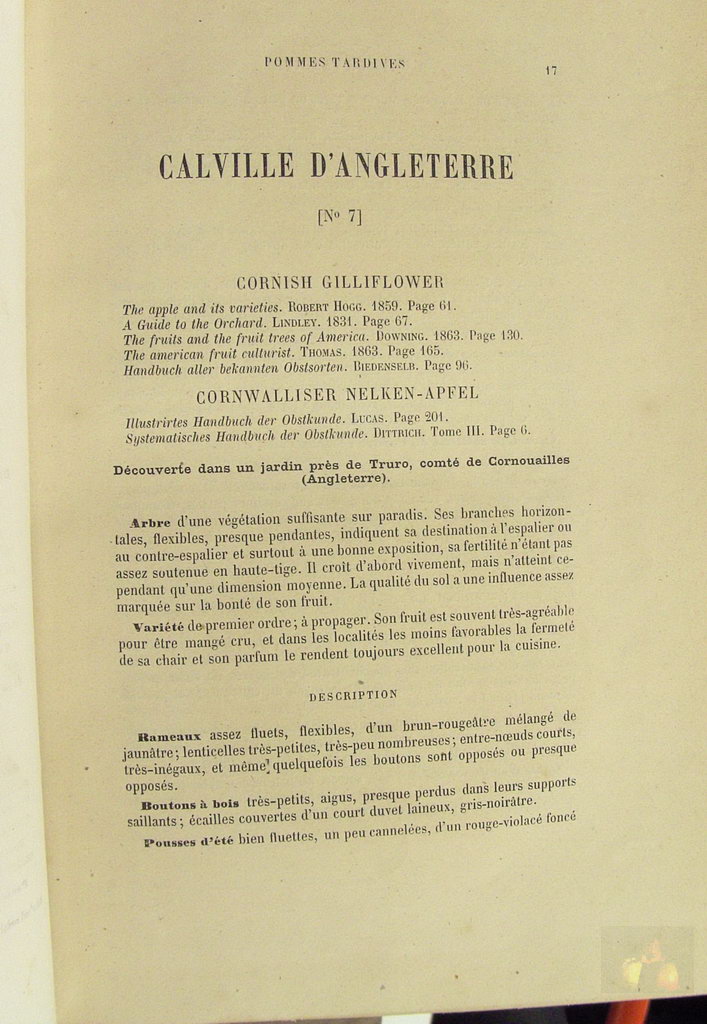 POMMES TARDIVES
17
CALVILLE D'ANGLETERRE
[No 7]
CORNISH GILLIFLOWER
The apple and its varieties. ROBERT HOGG. 1859. Page 61.
A Guide to the Orchard. LINDLEY. 1831. Page 67.
The fruits and the fruit trees of America. DOWNING. 1863. Page 130.
The american fruit culturist. THOMAS. 1863. Page 165.
Handbuch aller bekannten Obstsorten. BIEDENSELB. Page 96.
CORNWALLISER NELKEN-APFEL
Illustrirtes Handbuch der Obstkunde. LUCAS. Page 201.
Systematisches Handbuch der Obstkunde. DITTRICH. Tome III. Page 6.
Découverte dans un jardin près de Truro, comté de Cornouailles
(Angleterre).
Arbre d'une végétation suffisante sur paradis. Ses branches horizon-
tales, flexibles, presque pendantes, indiquent sa destination à l'espalier ou
au contre-espalier et surtout à une bonne exposition, sa fertilité n'étant pas
assez soutenue en haute-tige. Il croît d'abord vivement, mais n'atteint ce-
pendant qu'une dimension moyenne. La qualité du sol a une influence assez
marquée sur la bonté de son fruit.
Variété de premier ordre ; à propager. Son fruit est souvent très-agréable
pour être mangé cru, et dans les localités les moins favorables la fermeté
de sa chair et son parfum le rendent toujours excellent pour la cuisine.
DESCRIPTION
Rameaux assez fluets, flexibles, d'un brun-rougeâtre mélangé de
jaunâtre ; lenticelles très-petites, très-peu nombreuses ; entre-nœuds courts,
très-inégaux, et même quelquefois les boutons sont opposés ou presque
opposés.
Boutons à bois très-petits, aigus, presque perdus dans leurs supports
saillants ; écailles couvertes d'un court duvet laineux, gris-noirâtre.
Pousses d'été bien fluettes, un peu cannelées, d'un rouge-violacé foncé